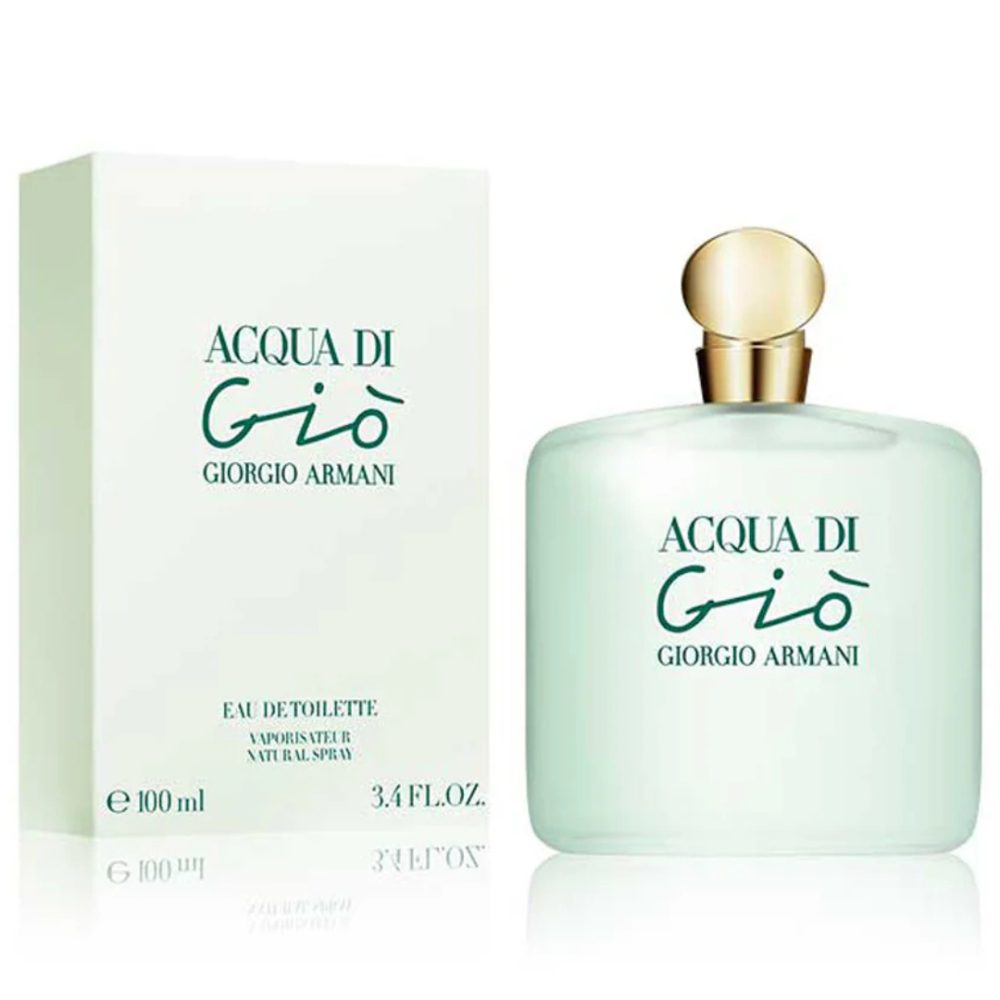 ACQUA DI
Giò
GIORGIO ARMANI
EAU DE TOILETTE
VAPORISATEUR
NATURAL SPRAY
℮ 100 ml
3.4 FL.OZ.
ACQUA DI
Giò
GIORGIO ARMANI